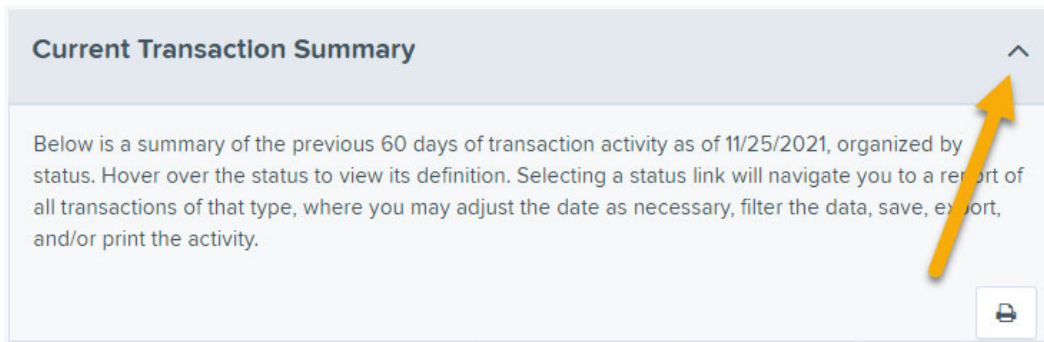 Current Transaction Summary
Below is a summary of the previous 60 days of transaction activity as of 11/25/2021, organized by
status. Hover over the status to view its definition. Selecting a status link will navigate you to a report of
all transactions of that type, where you may adjust the date as necessary, filter the data, save, export,
and/or print the activity.